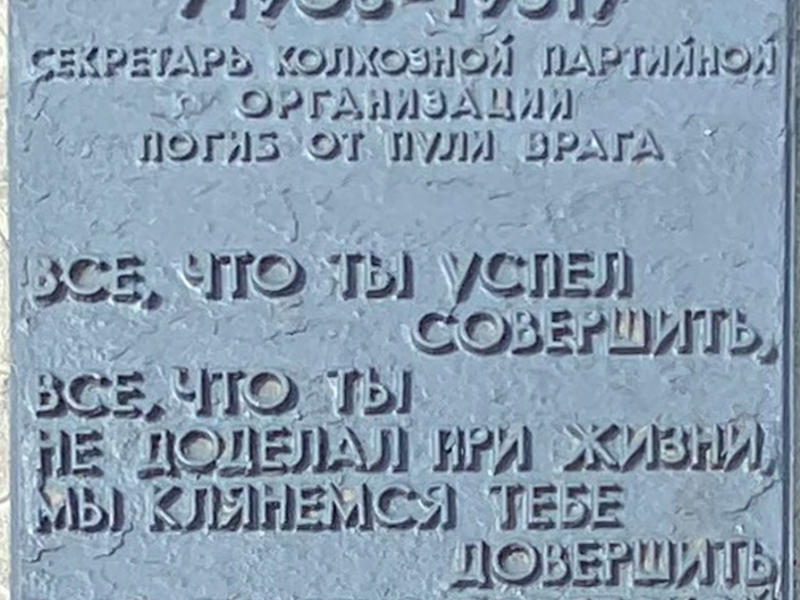 СЕКРЕТАРЬ КОЛХОЗНОЙ ПАРТИЙНОЙ
ОРГАНИЗАЦИИ
ПОГИБ ОТ ПУЛИ ВРАГА
ВСЕ, ЧТО ТЫ УСПЕЛ
СОВЕРШИТЬ,
ВСЕ, ЧТО ТЫ
НЕ ДОДЕЛАЛ ПРИ ЖИЗНИ,
МЫ КЛЯНЕМСЯ ТЕБЕ
ДОВЕРШИТЬ